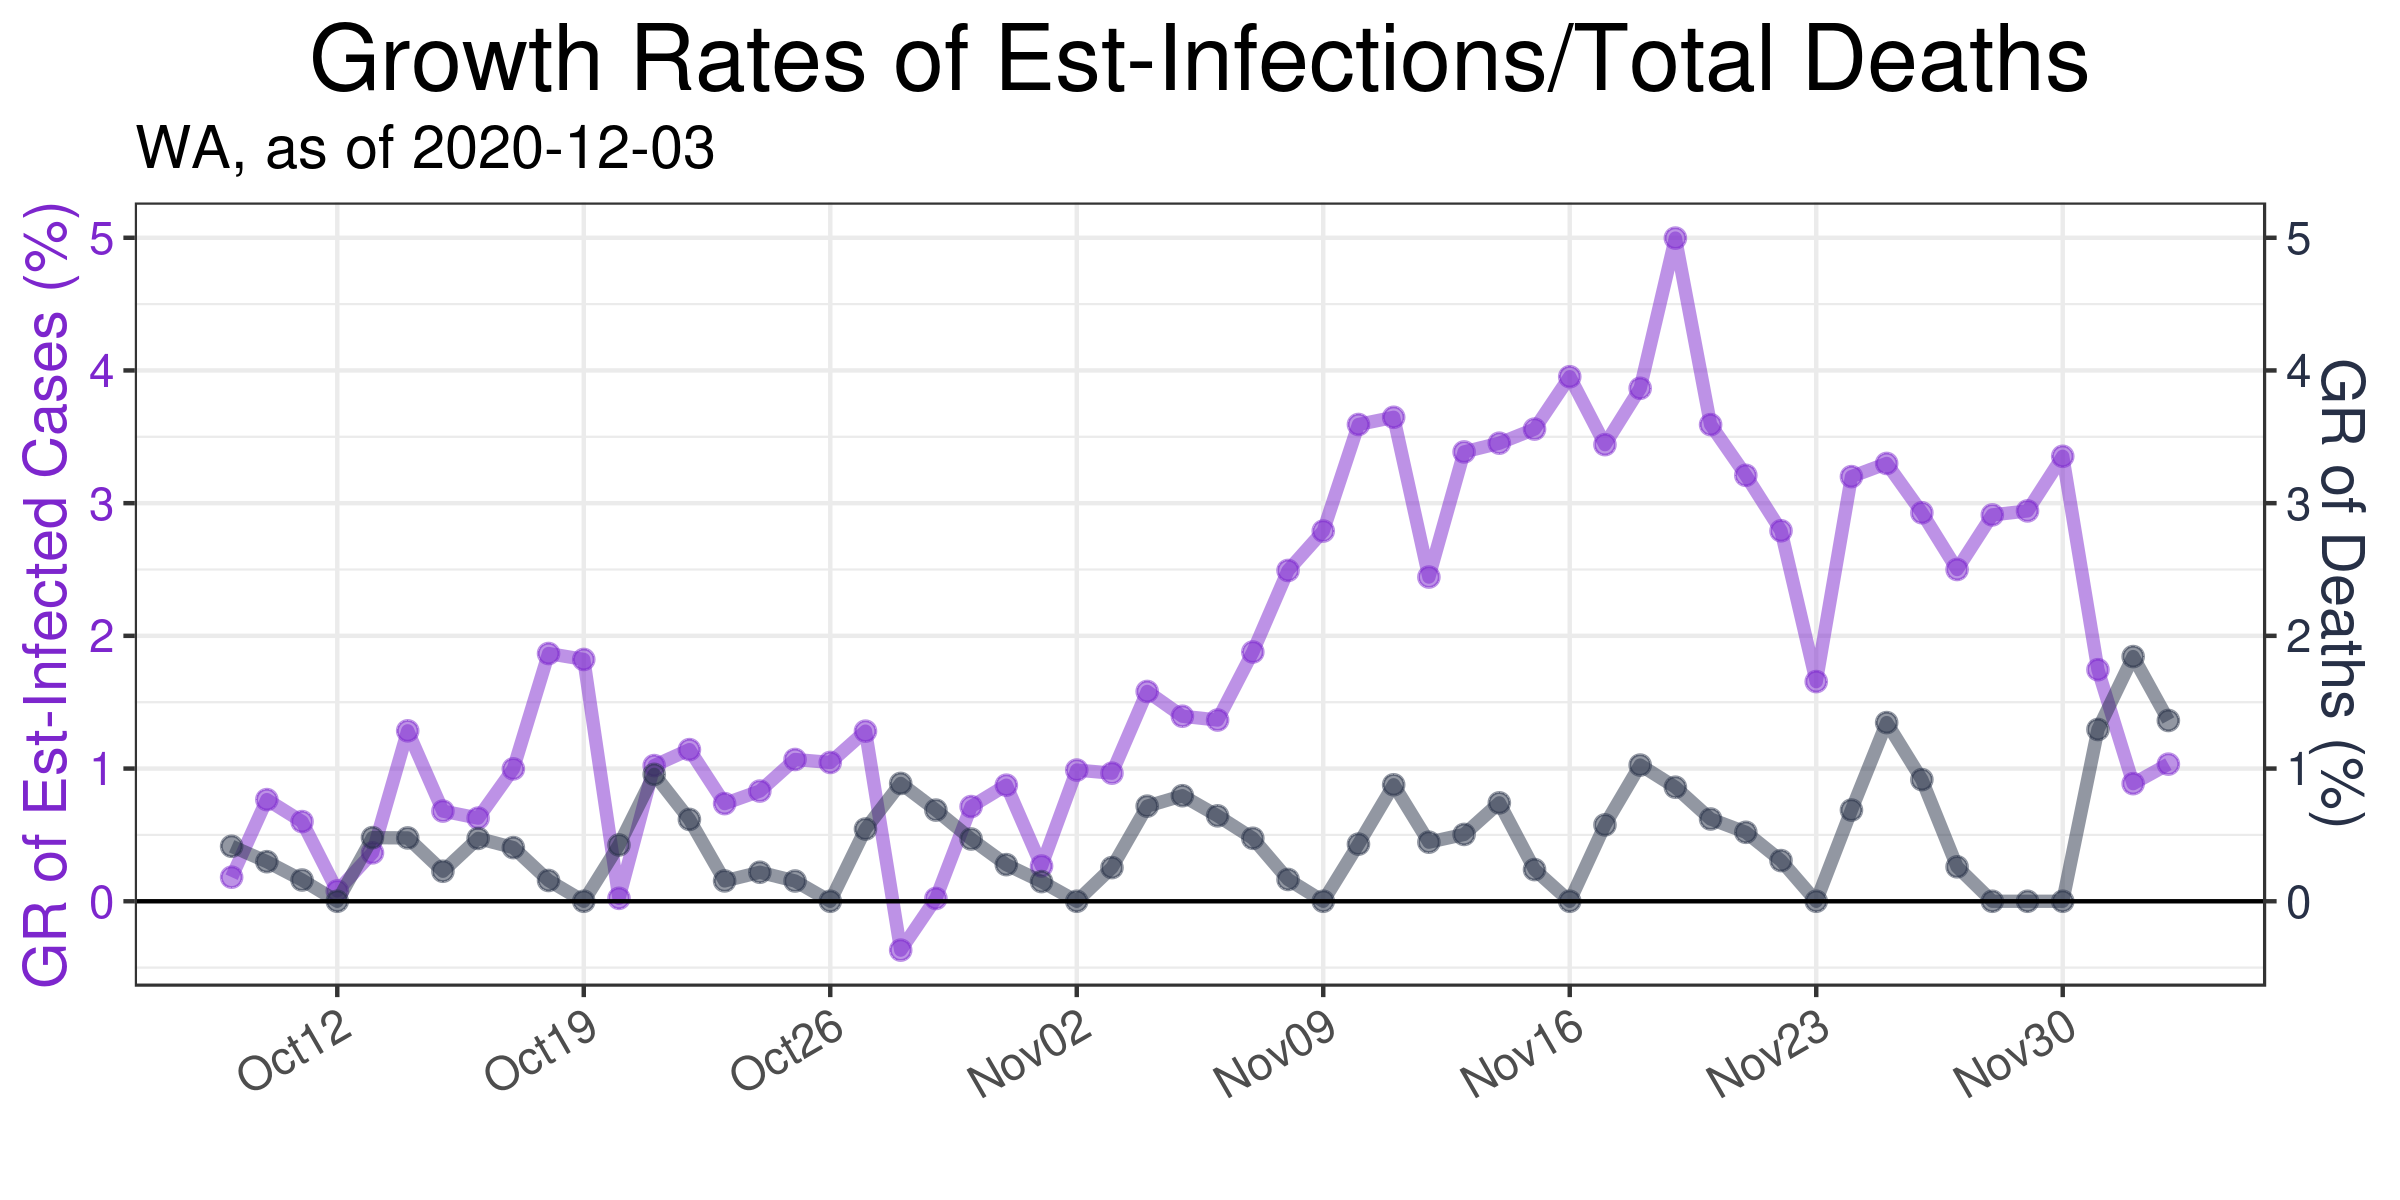 Growth Rates of Est-Infections/Total Deaths
WA, as of 2020-12-03
GR of Est-Infected Cases (%)
5
4
3
2
1
0
5
4
3
2
1
0
GR of Deaths (%)
Oct12
Oct19
Oct26
Nov02
Nov09
Nov16
Nov23
Nov30